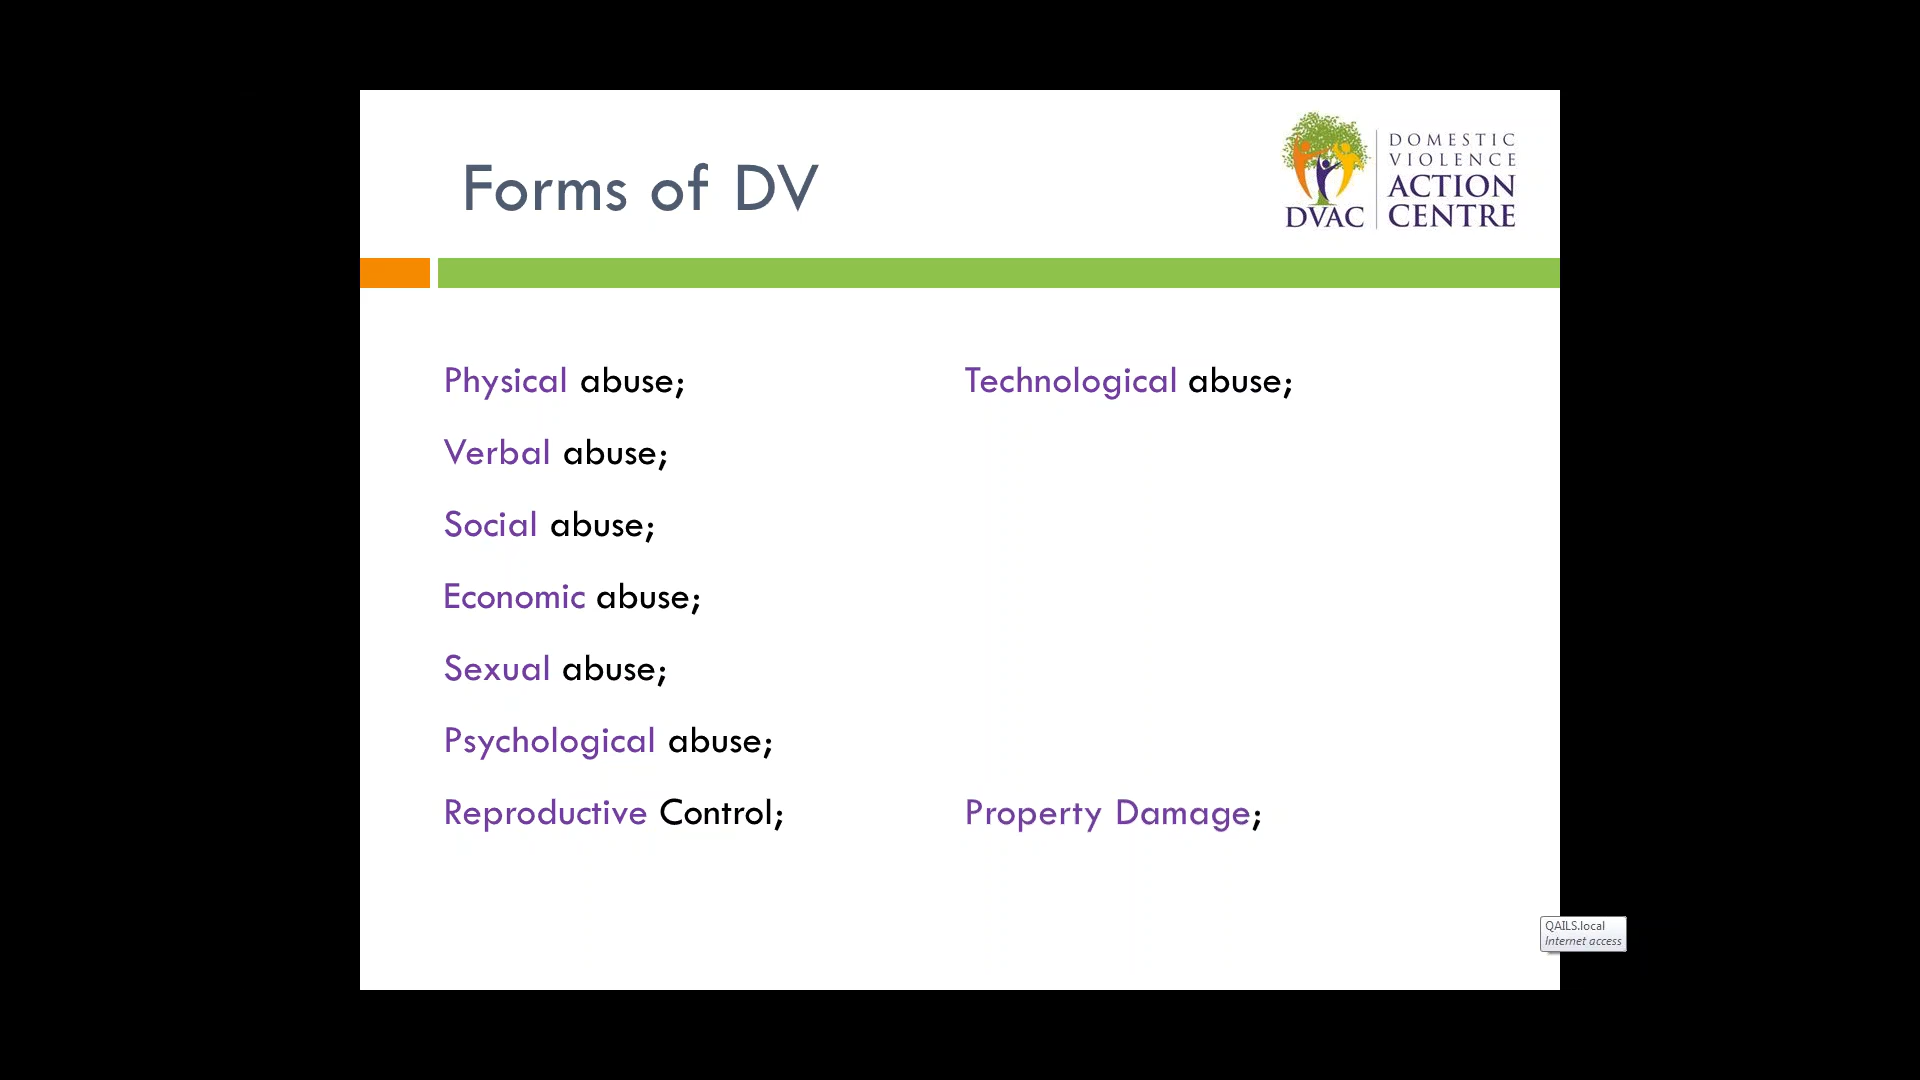 Forms of DV
DOMESTIC
VIOLENCE
ACTION
CENTRE
DVAC
Physical abuse;
Verbal abuse;
Social abuse;
Economic abuse;
Sexual abuse;
Psychological abuse;
Reproductive Control;
Technological abuse;
Property Damage;
QAILS.local
Internet access